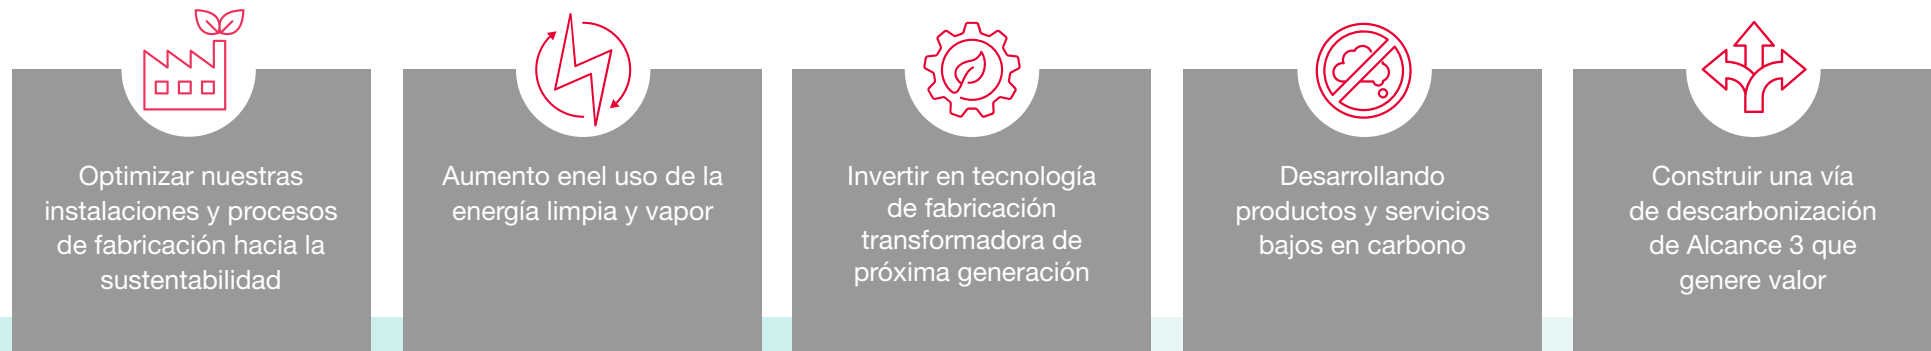 Optimizar nuestras
instalaciones y procesos
de fabricación hacia la
sustentabilidad
Aumento enel uso de la
energía limpia y vapor
Invertir en tecnología
de fabricación
transformadora de
próxima generación
Desarrollando
productos y servicios
bajos en carbono
Construir una vía
de descarbonización
de Alcance 3 que
genere valor